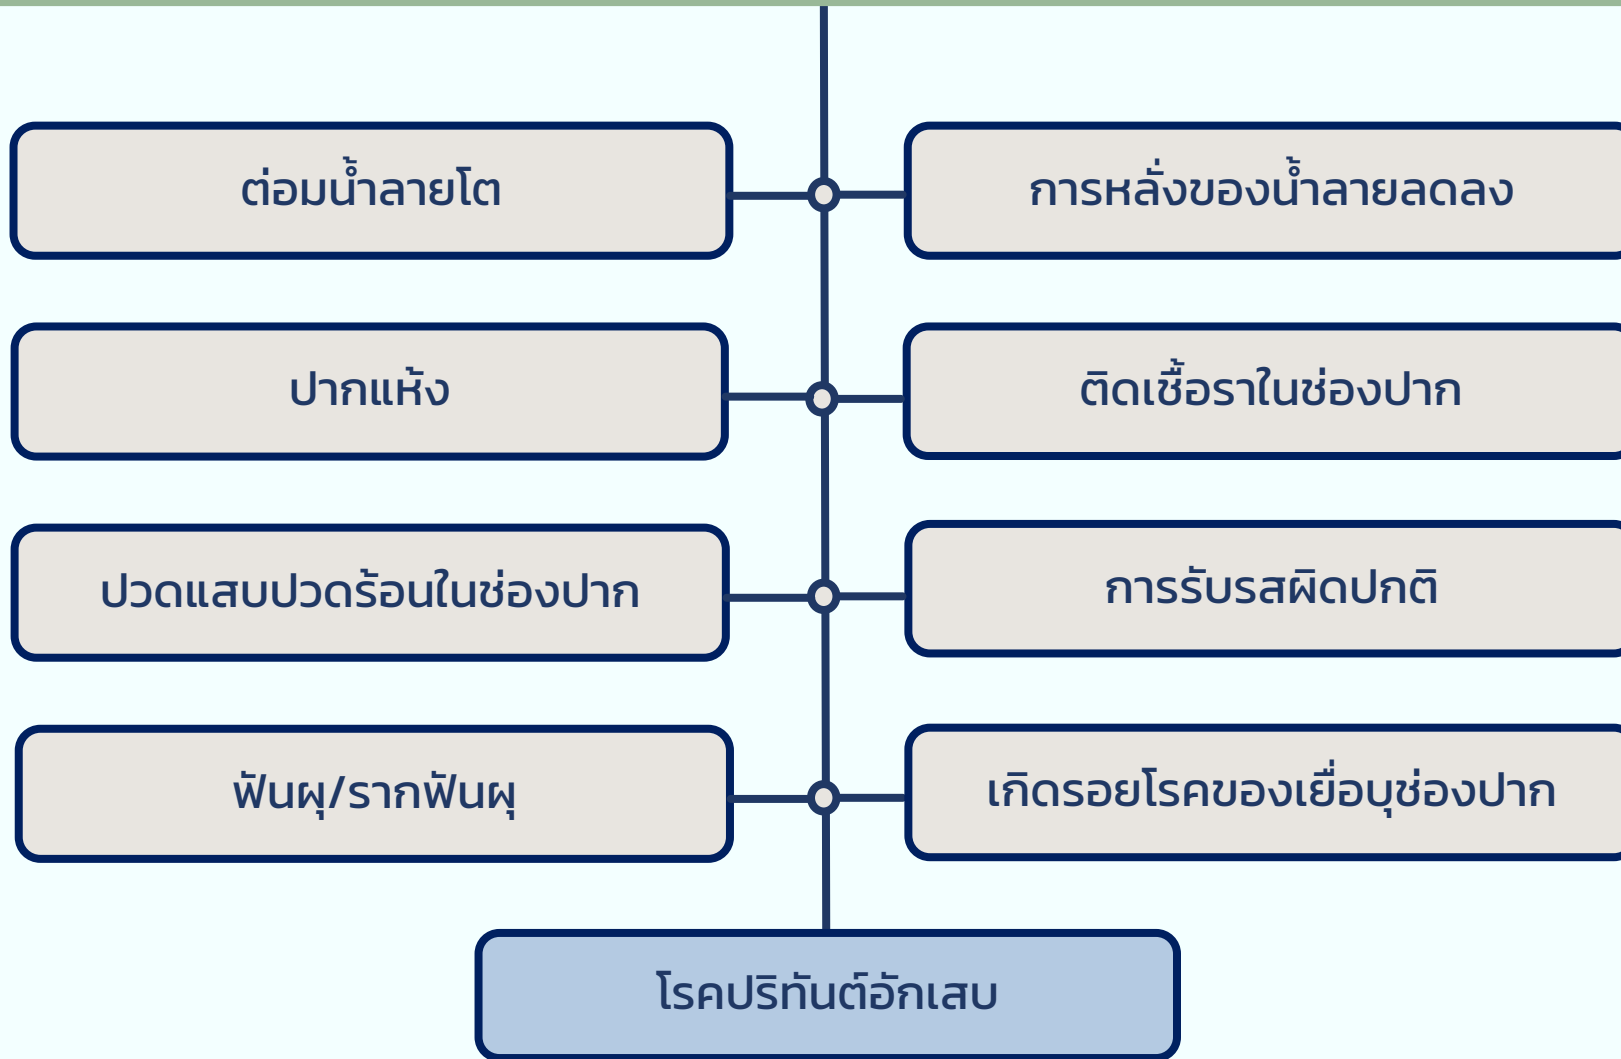 ต่อมน้ำลายโต
การหลั่งของน้ำลายลดลง
ปากแห้ง
ติดเชื้อราในช่องปาก
ปวดแสบปวดร้อนในช่องปาก
การรับรสผิดปกติ
ฟันผุ/รากฟันผุ
เกิดรอยโรคของเยื่อบุช่องปาก
โรคปริทันต์อักเสบ